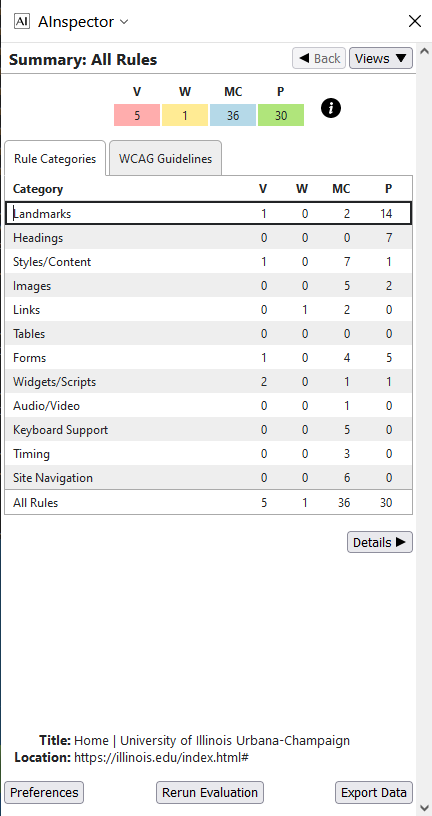 AI AInspector
Summary: All Rules ◀ Back Views ▼
V W MC P
5 1 36 30 i
Rule Categories WCAG Guidelines
Category V W MC P
Landmarks 1 0 2 14
Headings 0 0 0 7
Styles/Content 1 0 7 1
Images 0 0 5 2
Links 0 1 2 0
Tables 0 0 0 0
Forms 1 0 4 5
Widgets/Scripts 2 0 1 1
Audio/Video 0 0 1 0
Keyboard Support 0 0 5 0
Timing 0 0 3 0
Site Navigation 0 0 6 0
All Rules 5 1 36 30
Details ▶
Title: Home | University of Illinois Urbana-Champaign
Location: https://illinois.edu/index.html#
Preferences Rerun Evaluation Export Data